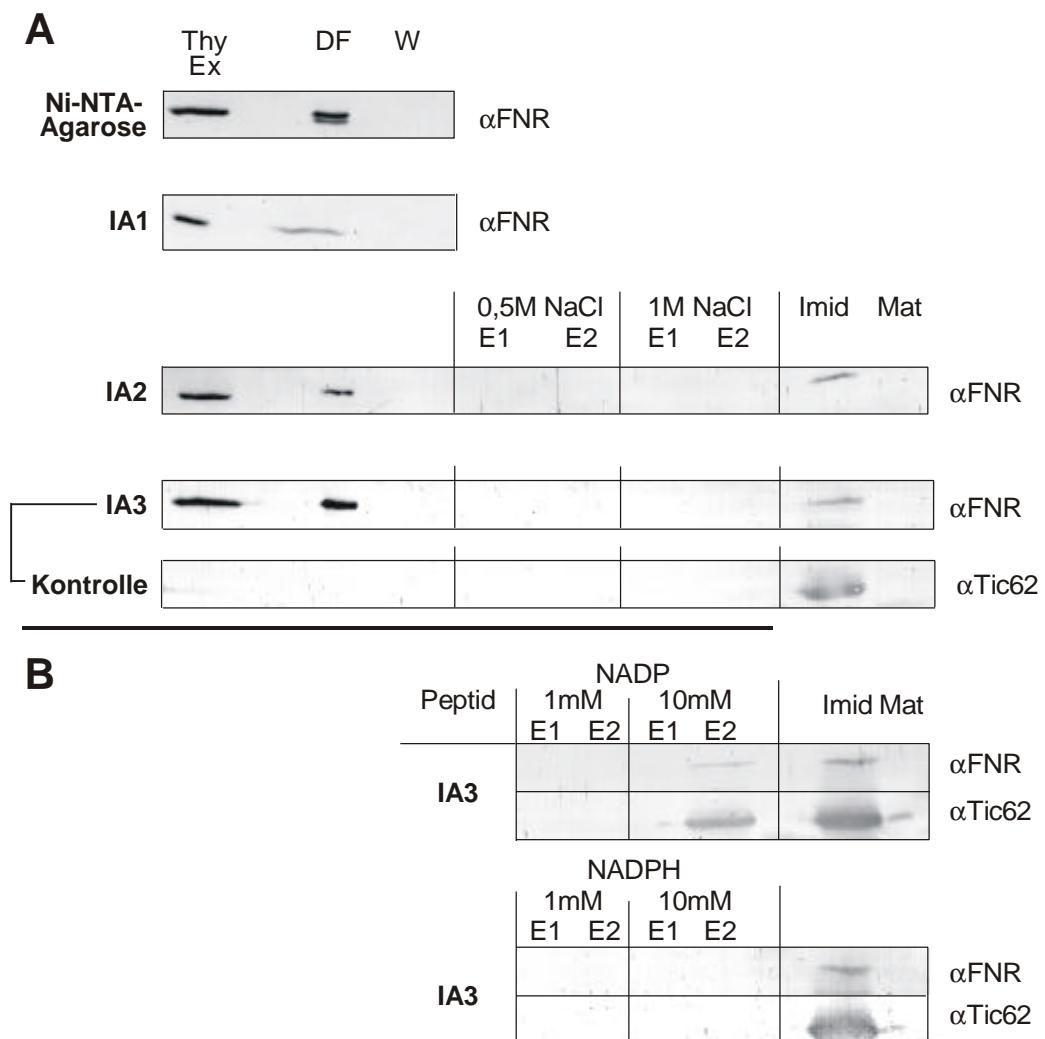 A
Thy DF W
Ex
Ni-NTA-
Agarose
αFNR
IA1 αFNR
0,5M NaCl 1M NaCl Imid Mat
E1 E2 E1 E2
IA2 αFNR
IA3 αFNR
Kontrolle αTic62
B
NADP
Peptid 1mM 10mM Imid Mat
E1 E2 E1 E2
αFNR
IA3
αTic62
NADPH
1mM 10mM
E1 E2 E1 E2
αFNR
IA3
αTic62